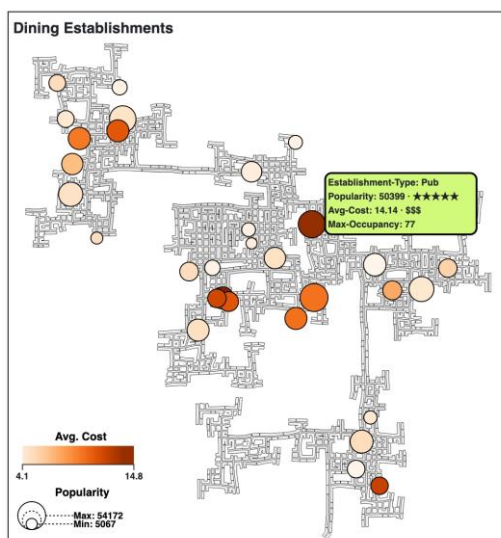 Dining Establishments
Establishment-Type: Pub
Popularity: 50399 · ★★★★★
Avg-Cost: 14.14 · $$$
Max-Occupancy: 77
Avg. Cost
4.1 14.8
Popularity
Max: 54172
Min: 5067